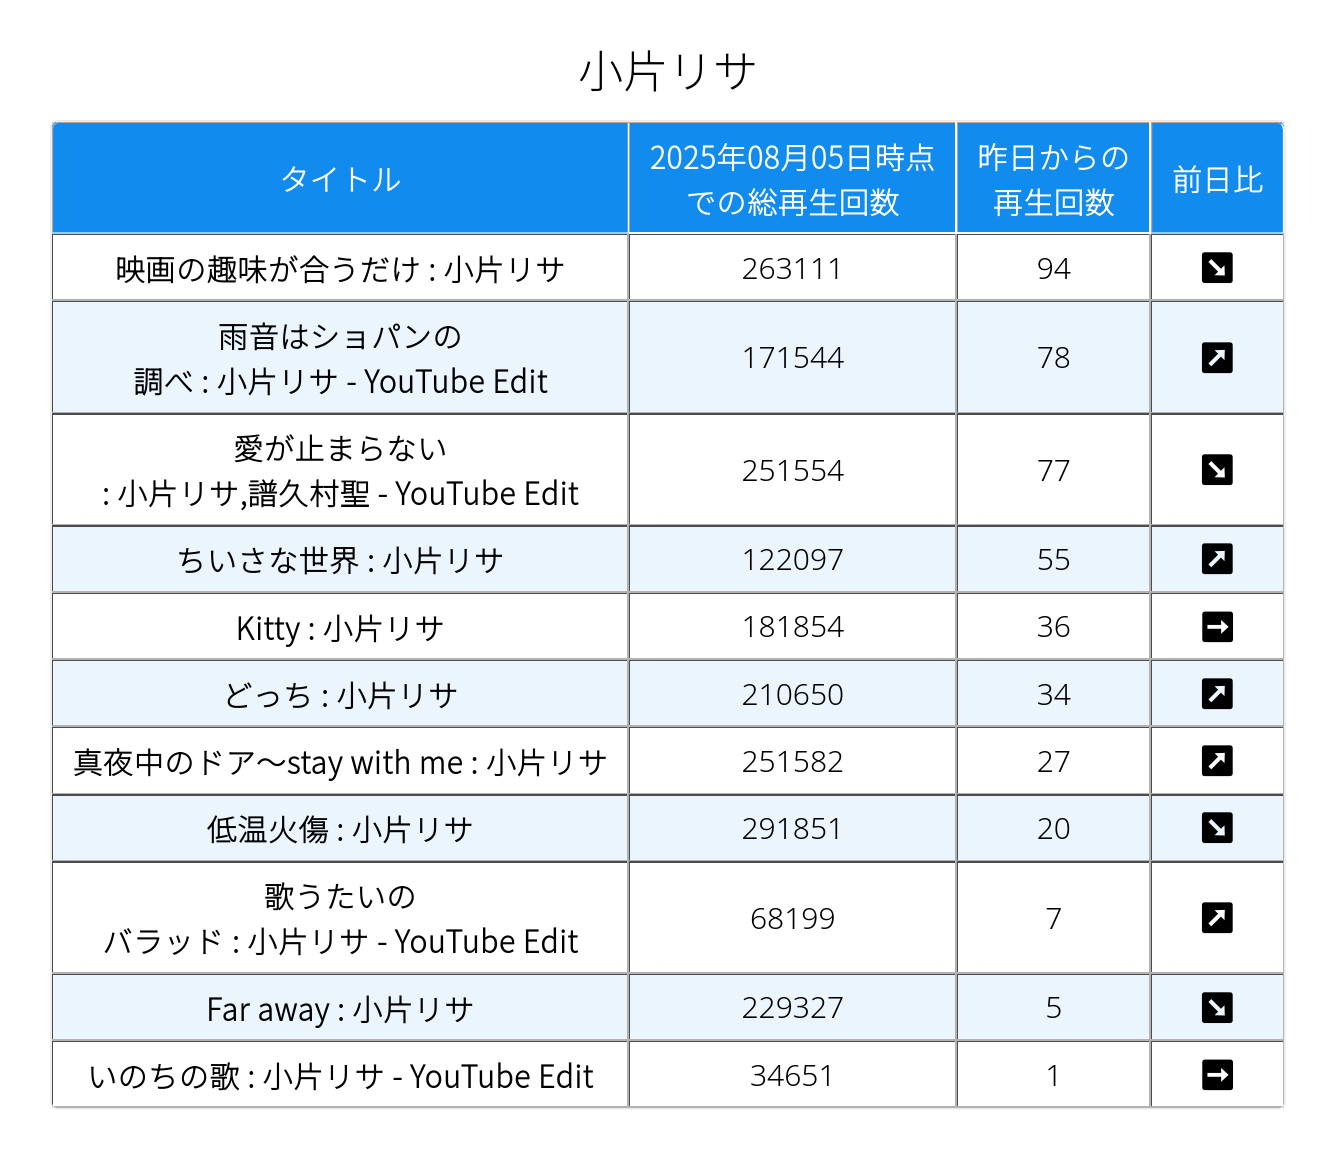 小片リサ
タイトル
2025年08月05日時点
での総再生回数
昨日からの
再生回数
前日比
映画の趣味が合うだけ : 小片リサ
263111
94
雨音はショパンの
調べ : 小片リサ - YouTube Edit
171544
78
愛が止まらない
: 小片リサ,譜久村聖 - YouTube Edit
251554
77
ちいさな世界 : 小片リサ
122097
55
Kitty : 小片リサ
181854
36
どっち : 小片リサ
210650
34
真夜中のドア〜stay with me : 小片リサ
251582
27
低温火傷 : 小片リサ
291851
20
歌うたいの
バラッド : 小片リサ - YouTube Edit
68199
7
Far away : 小片リサ
229327
5
いのちの歌 : 小片リサ - YouTube Edit
34651
1